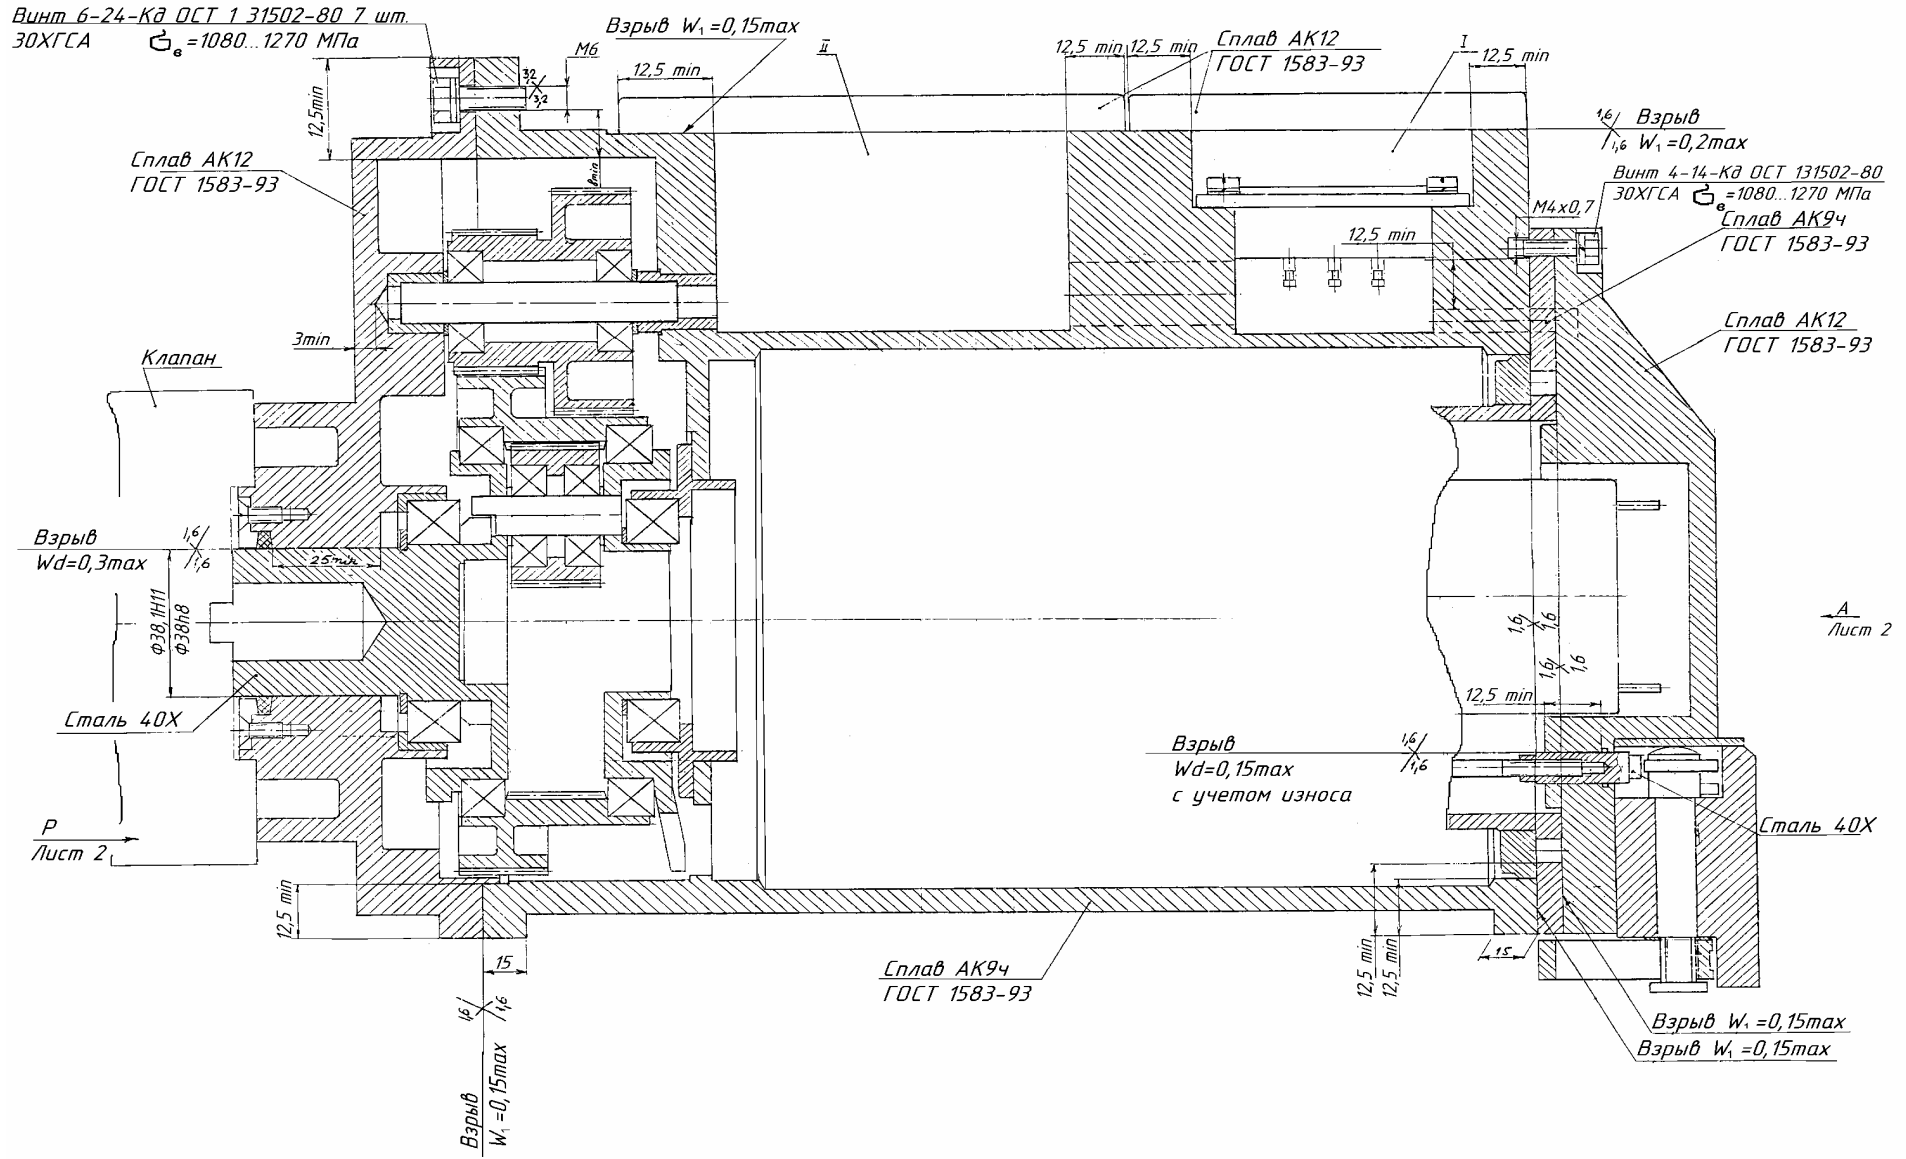 Винт 6-24-Кд ОСТ 1 31502-80 7 шт.
30ХГСА в =1080...1270 МПа
М6
Взрыв W₁=0,15max
II
12,5 min
12,5 min
Сплав АК12
ГОСТ 1583-93
I
12,5 min
12,5 min
12,5min
3,2
3,2
1,6
1,6
Взрыв
W₁=0,2max
Сплав АК12
ГОСТ 1583-93
Винт 4-14-Кд ОСТ 131502-80
30ХГСА в =1080...1270 МПа
М4х0,7
Сплав АК9ч
ГОСТ 1583-93
12,5 min
3min
Сплав АК12
ГОСТ 1583-93
Клапан
Взрыв
Wd=0,3max
1,6
1,6
25min
Ф38,1Н11
Ф38h8
1,6
1,6
А
Лист 2
1,6
1,6
12,5 min
Сталь 40Х
Взрыв
Wd=0,15max
с учетом износа
1,6
1,6
Р
Лист 2
Сталь 40Х
12,5 min
15
12,5 min
12,5 min
15
Сплав АК9ч
ГОСТ 1583-93
1,6
1,6
Взрыв
W₁=0,15max
Взрыв W₁=0,15max
Взрыв W₁=0,15max